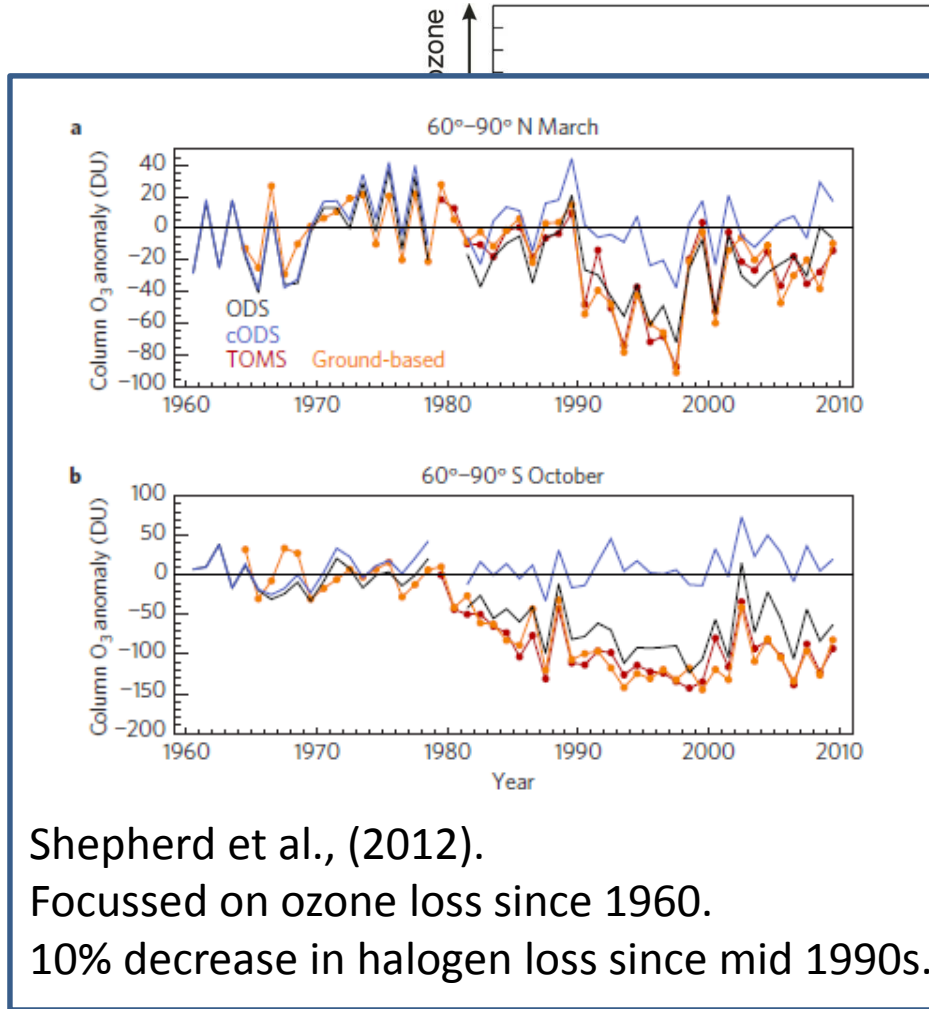 ozone
a
60°–90° N March
Column O₃ anomaly (DU)
40
20
0
−20
−40
−60
−80
−100
ODS
cODS
TOMS Ground-based
1960 1970 1980 1990 2000 2010
b
60°–90° S October
Column O₃ anomaly (DU)
100
50
0
−50
−100
−150
−200
1960 1970 1980 1990 2000 2010
Year
Shepherd et al., (2012).
Focussed on ozone loss since 1960.
10% decrease in halogen loss since mid 1990s.